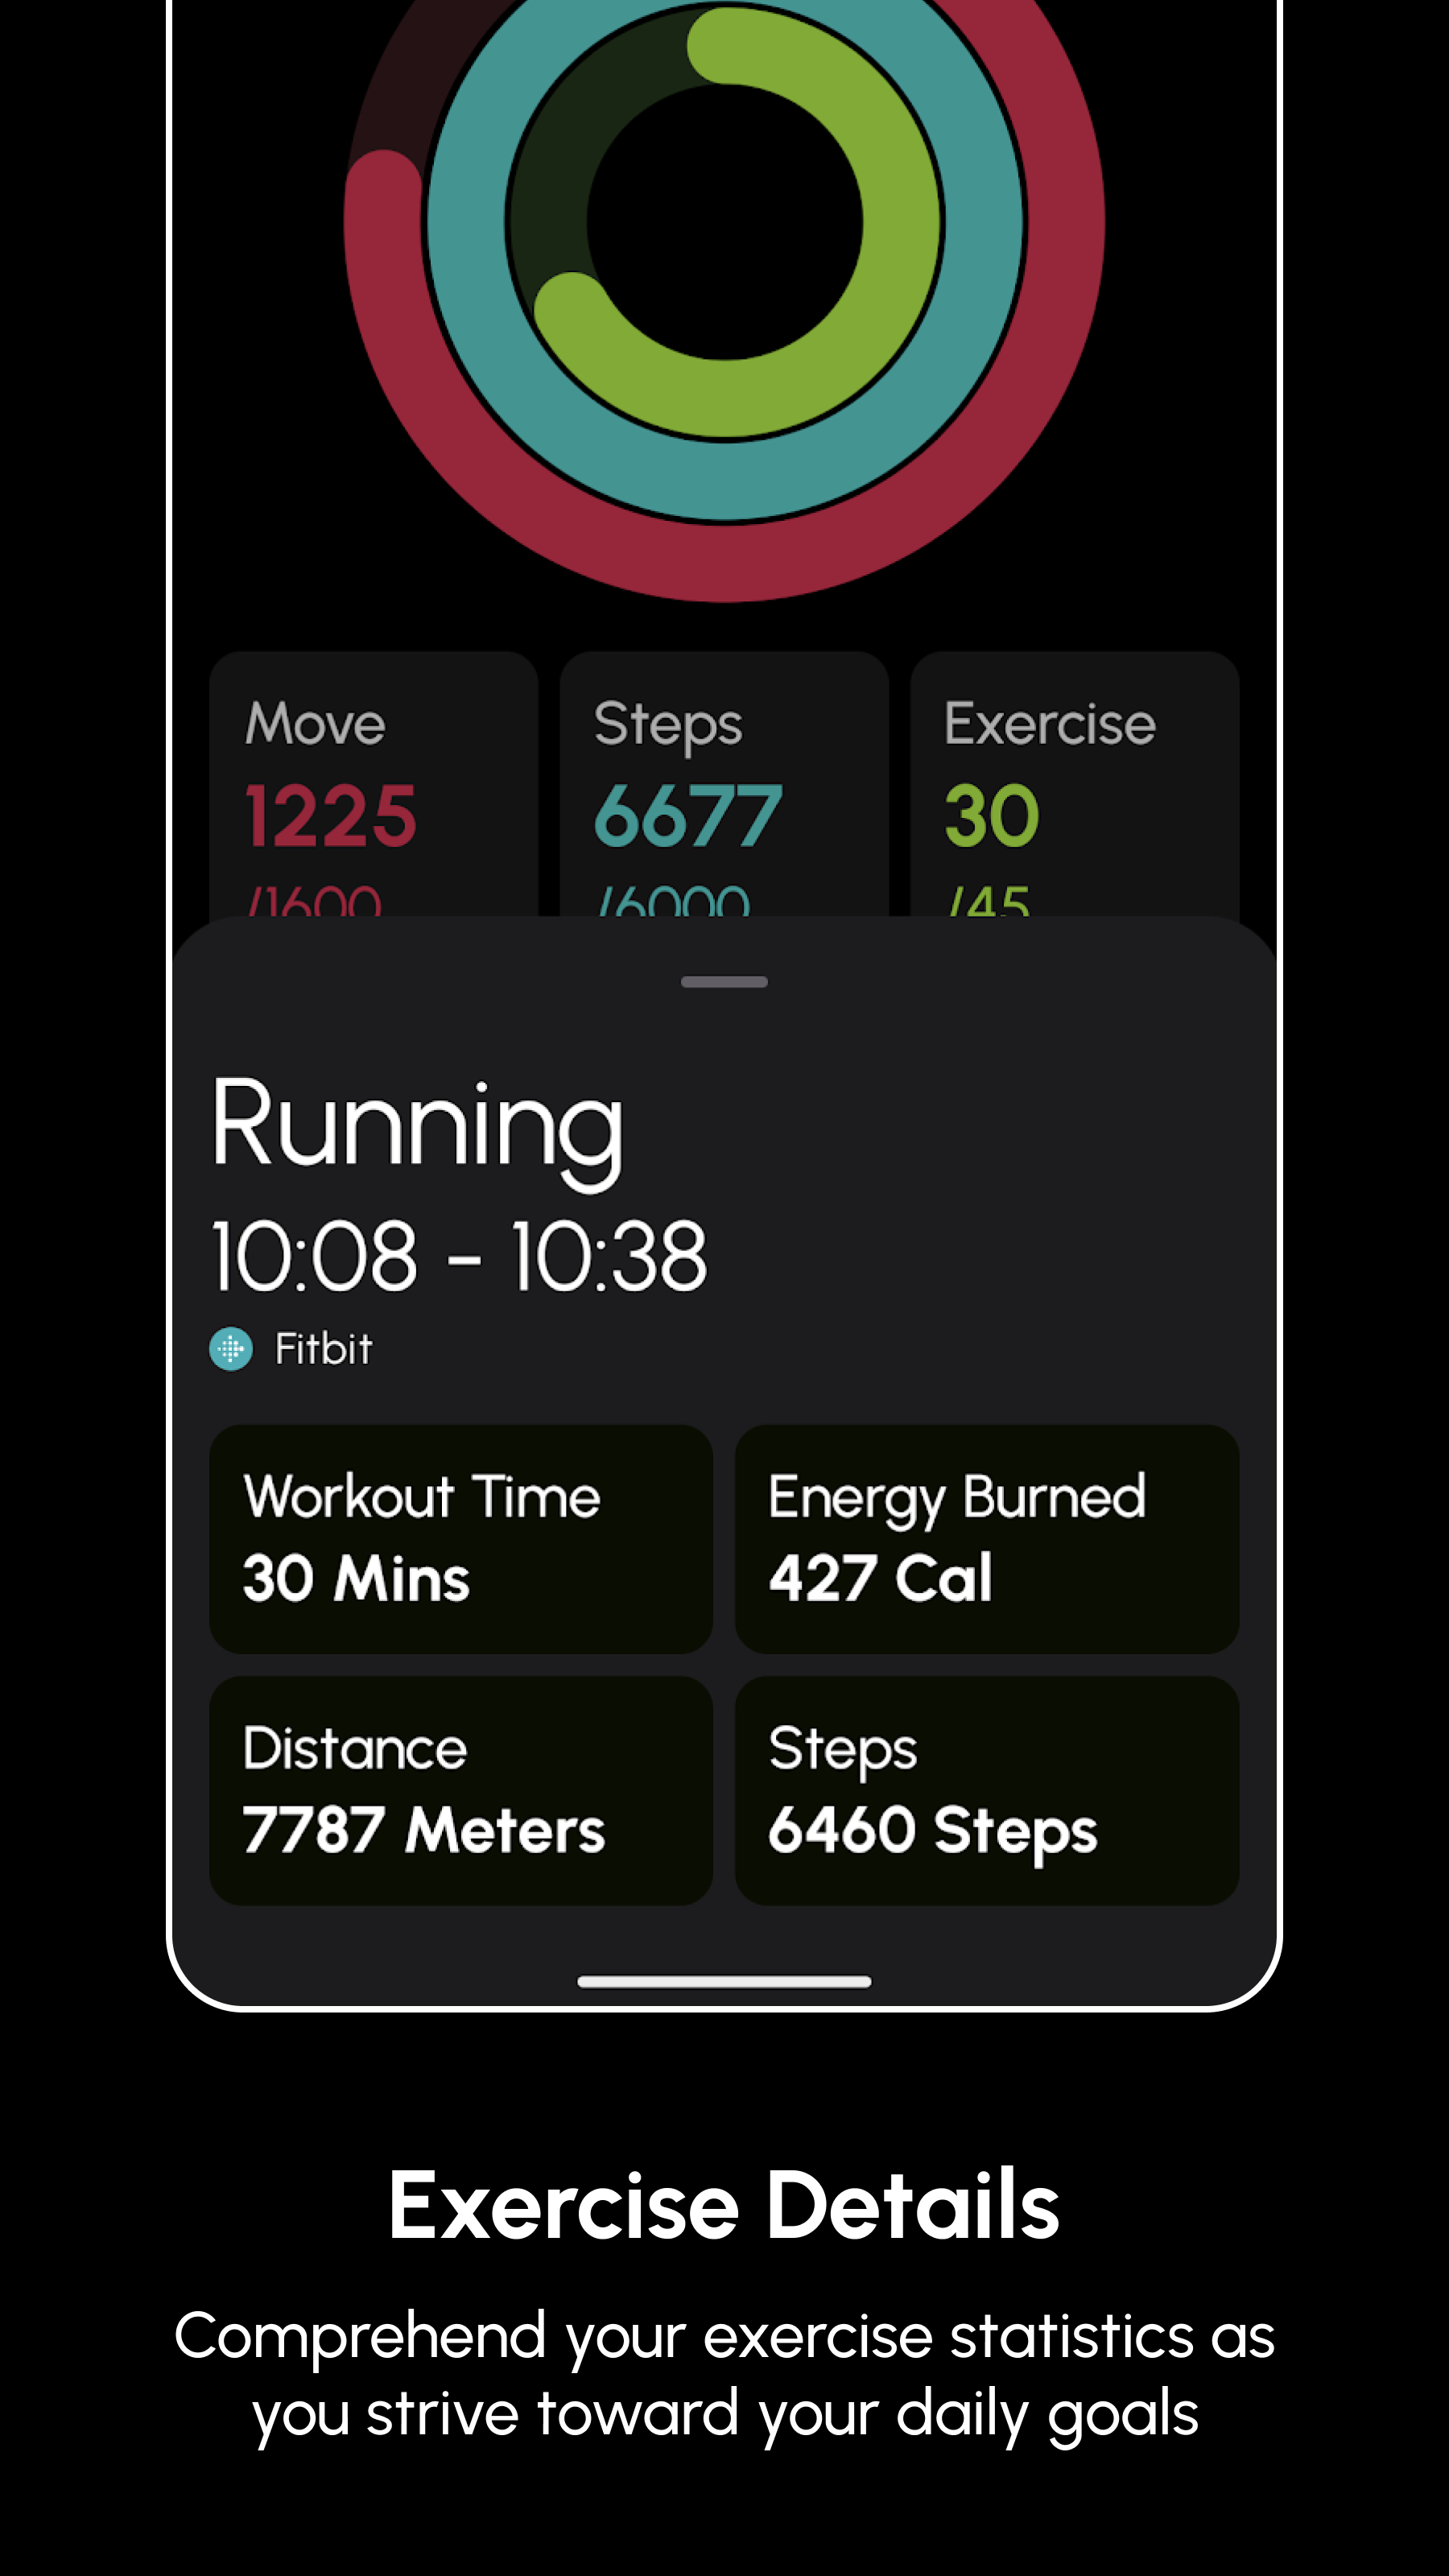 Move
Steps
Exercise
1225
6677
30
/1600
/6000
/45
Running
10:08 - 10:38
Fitbit
Workout Time
30 Mins
Energy Burned
427 Cal
Distance
7787 Meters
Steps
6460 Steps
Exercise Details
Comprehend your exercise statistics as
you strive toward your daily goals